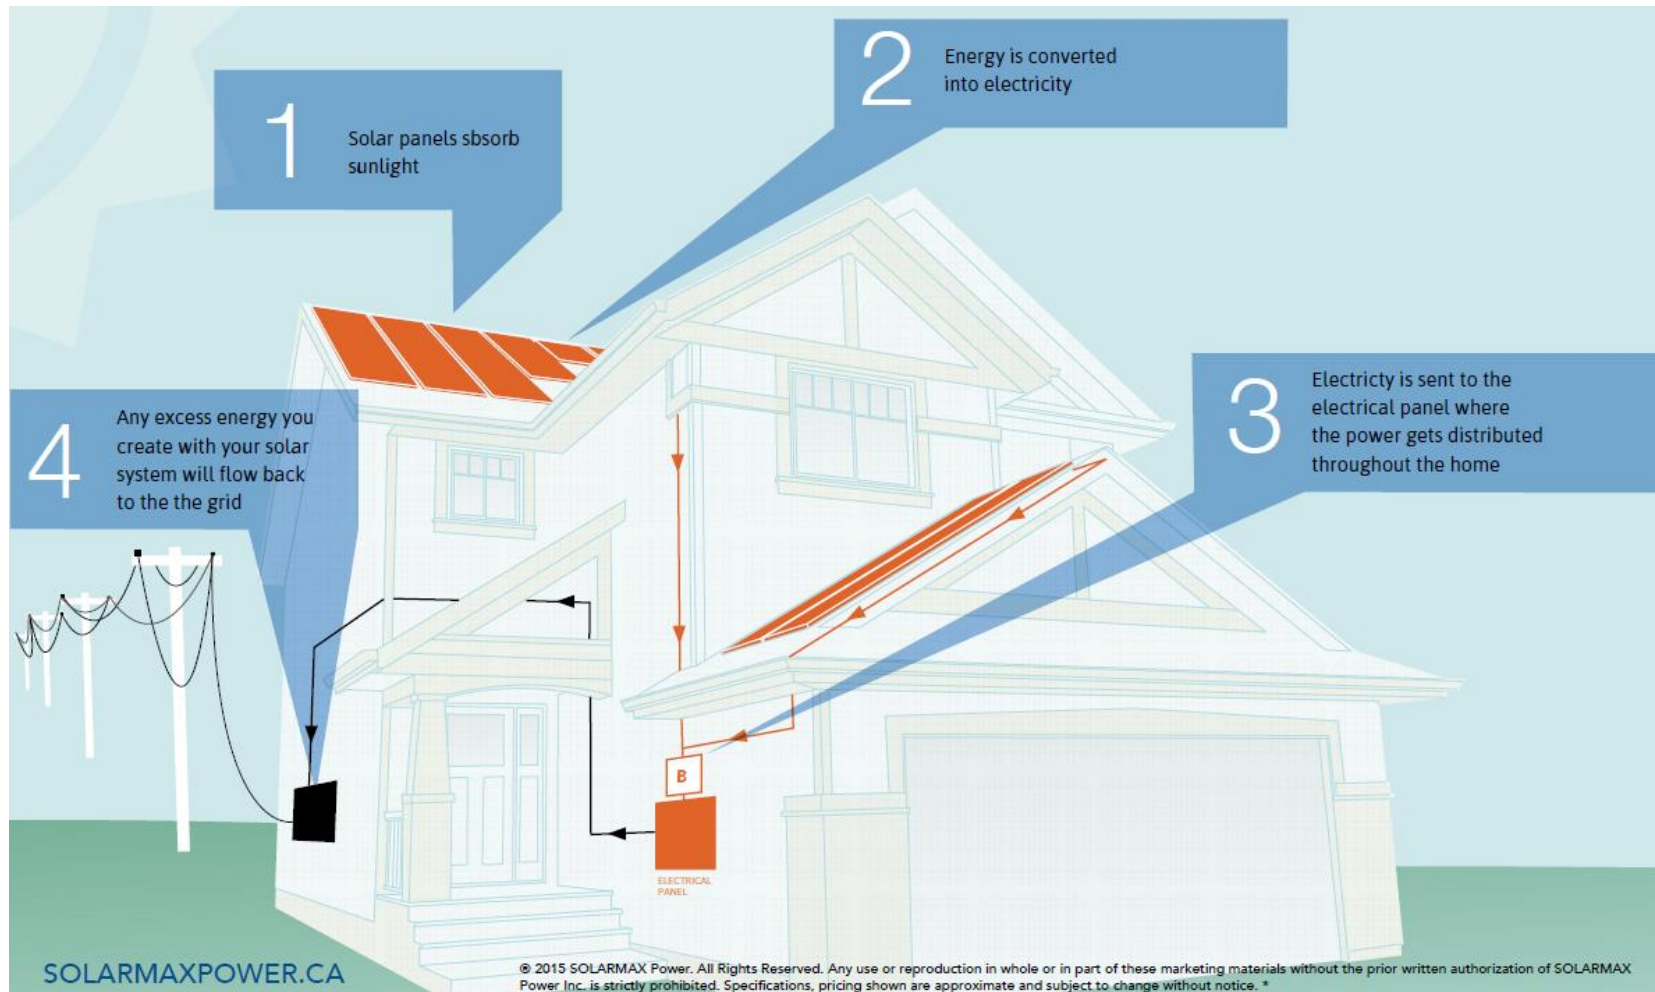 1
Solar panels sbsorb
sunlight
2
Energy is converted
into electricity
3
Electricty is sent to the
electrical panel where
the power gets distributed
throughout the home
4
Any excess energy you
create with your solar
system will flow back
to the the grid
B
ELECTRICAL
PANEL
SOLARMAXPOWER.CA
® 2015 SOLARMAX Power. All Rights Reserved. Any use or reproduction in whole or in part of these marketing materials without the prior written authorization of SOLARMAX
Power Inc. is strictly prohibited. Specifications, pricing shown are approximate and subject to change without notice. *